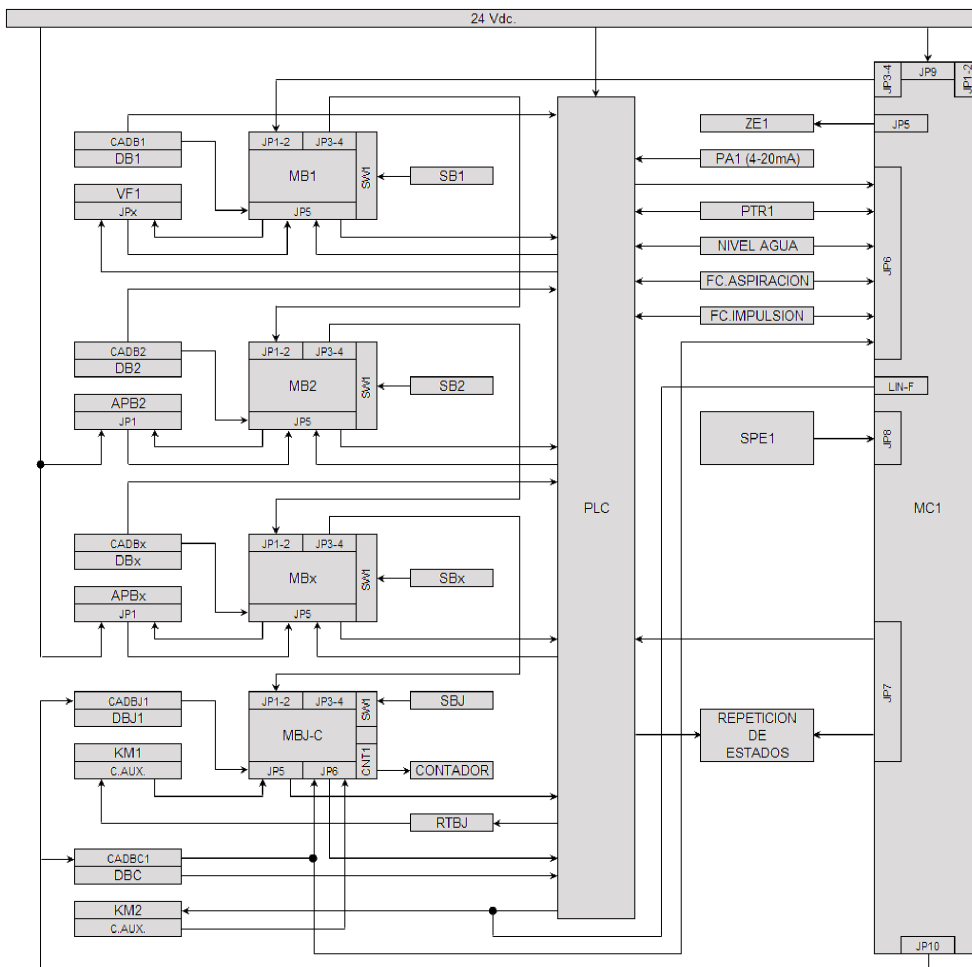 24 Vdc.
JP3-4
JP9
JP1-2
CADB1
DB1
JP1-2
JP3-4
MB1
SW1
JP5
SB1
VF1
JPx
ZE1
JP5
PA1 (4-20mA)
PTR1
NIVEL AGUA
FC.ASPIRACION
FC.IMPULSION
JP6
CADB2
DB2
JP1-2
JP3-4
MB2
SW1
JP5
SB2
APB2
JP1
LIN-F
SPE1
JP8
PLC
MC1
CADBx
DBx
JP1-2
JP3-4
MBx
SW1
JP5
SBx
APBx
JP1
JP7
CADBJ1
DBJ1
JP1-2
JP3-4
MBJ-C
SW1
CNT1
JP5
JP6
SBJ
CONTADOR
REPETICION
DE
ESTADOS
KM1
C.AUX.
RTBJ
CADBC1
DBC
KM2
C.AUX.
JP10